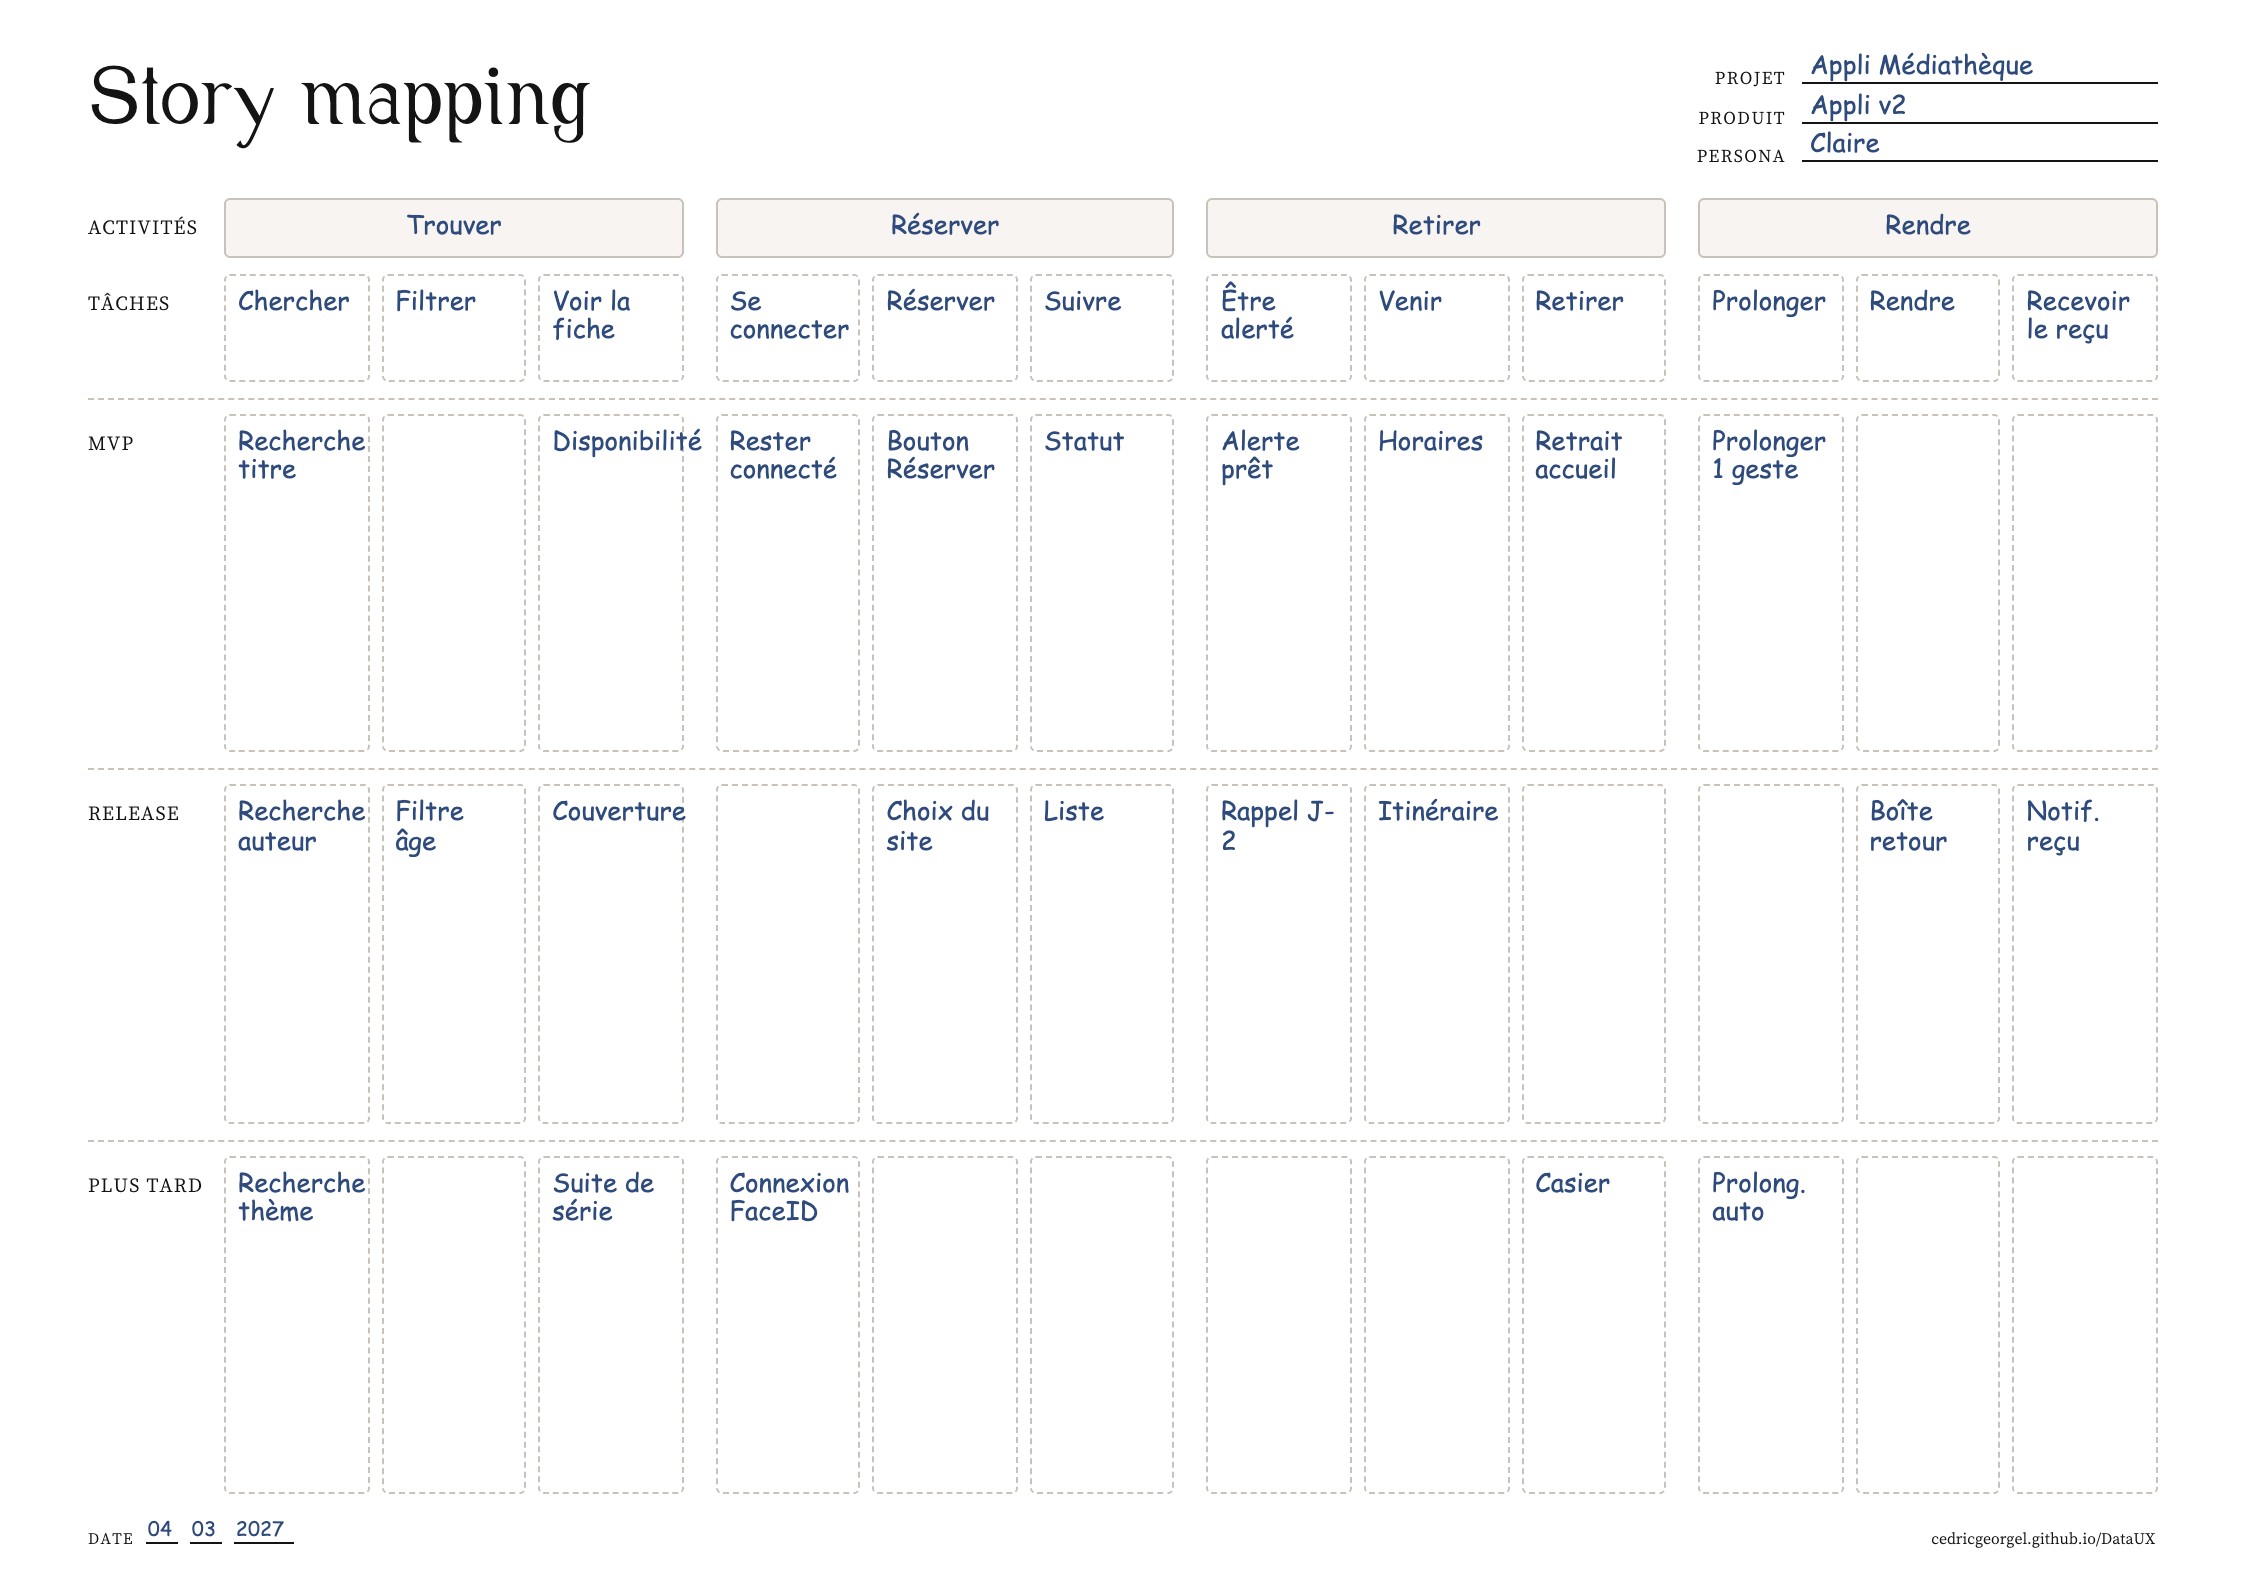 Story mapping
PROJET Appli Médiathèque
PRODUIT Appli v2
PERSONA Claire
ACTIVITÉS Trouver Réserver Retirer Rendre
TÂCHES
Chercher
Filtrer
Voir la
fiche
Se
connecter
Réserver
Suivre
Être
alerté
Venir
Retirer
Prolonger
Rendre
Recevoir
le reçu
MVP
Recherche
titre
Disponibilité
Rester
connecté
Bouton
Réserver
Statut
Alerte
prêt
Horaires
Retrait
accueil
Prolonger
1 geste
RELEASE
Recherche
auteur
Filtre
âge
Couverture
Choix du
site
Liste
Rappel J-
2
Itinéraire
Boîte
retour
Notif.
reçu
PLUS TARD
Recherche
thème
Suite de
série
Connexion
FaceID
Casier
Prolong.
auto
DATE 04 03 2027
cedricgeorgel.github.io/DataUX